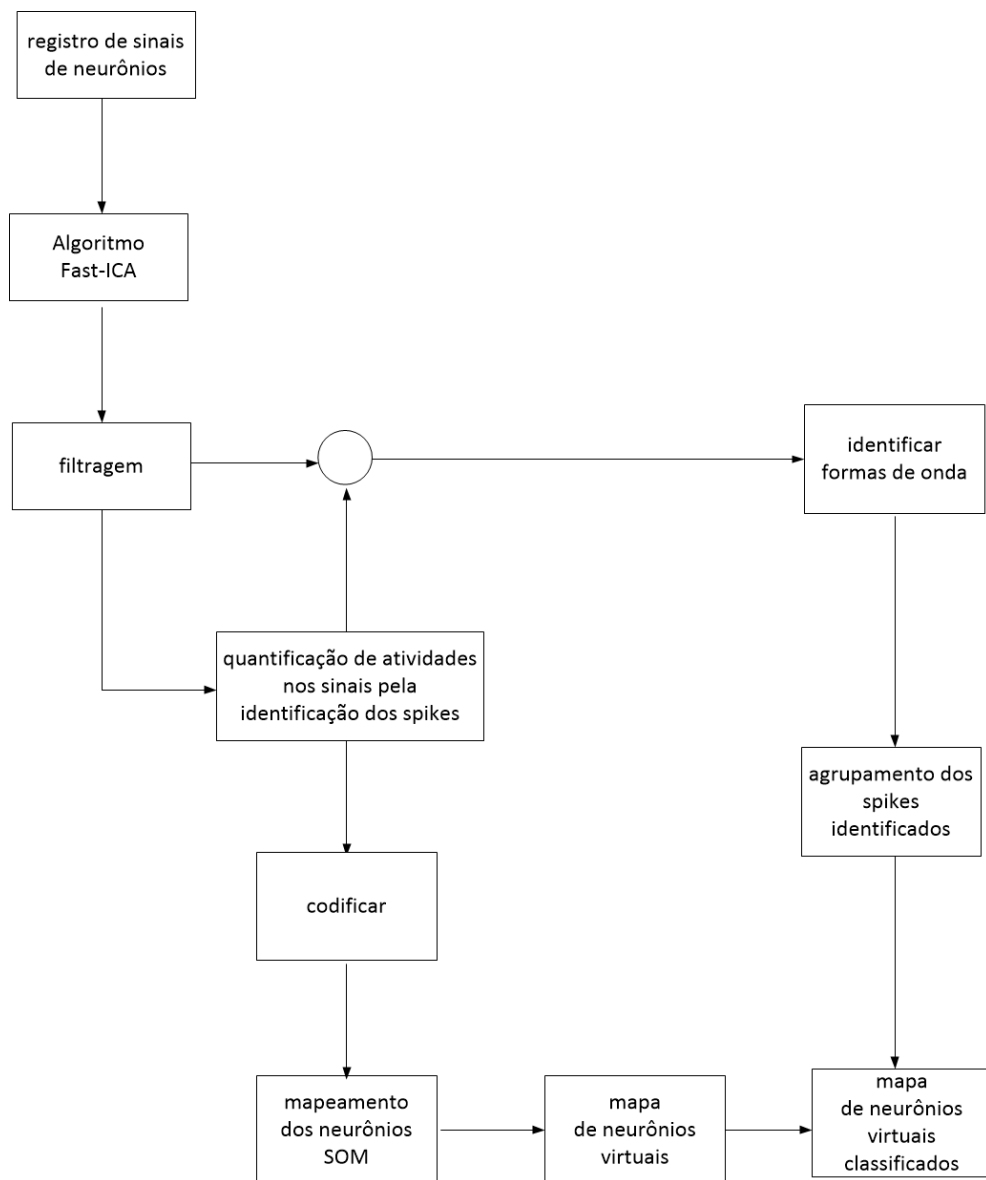 registro de sinais
de neurônios
Algoritmo
Fast-ICA
filtragem
identificar
formas de onda
quantificação de atividades
nos sinais pela
identificação dos spikes
agrupamento dos
spikes
identificados
codificar
mapeamento
dos neurônios
SOM
mapa
de neurônios
virtuais
mapa
de neurônios
virtuais
classificados